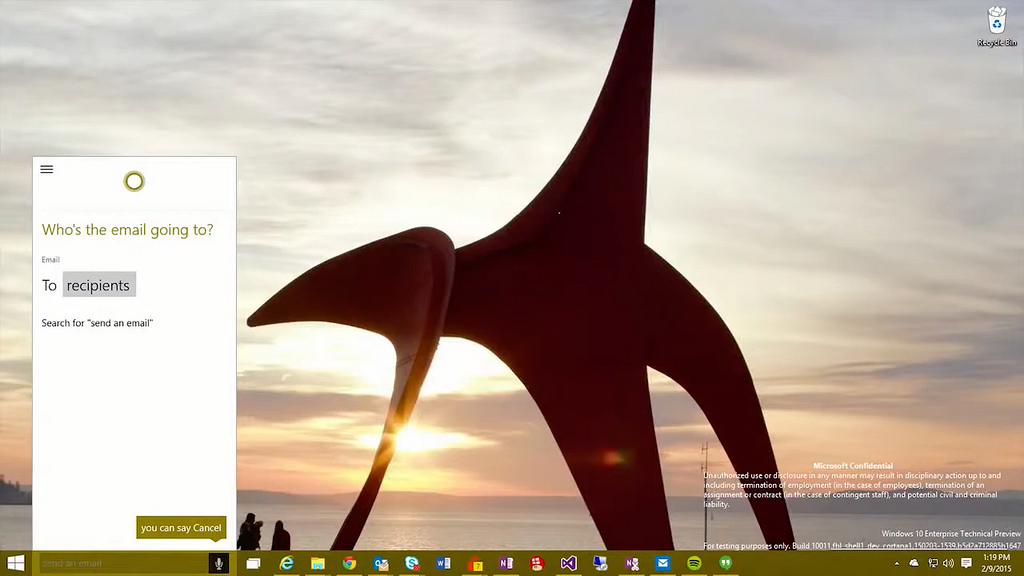 Recycle Bin
Who's the email going to?
Email
To recipients
Search for "send an email"
you can say Cancel
Microsoft Confidential
Unauthorized use or disclosure in any manner may result in disciplinary action up to and
including termination of employment (in the case of employees), termination of an
assignment or contract (in the case of contingent staff), and potential civil and criminal
liability.
Windows 10 Enterprise Technical Preview
For testing purposes only. Build 10011.fbl_shell1_dev_cortana1.150203-1539
send an email
1:19 PM
2/9/2015